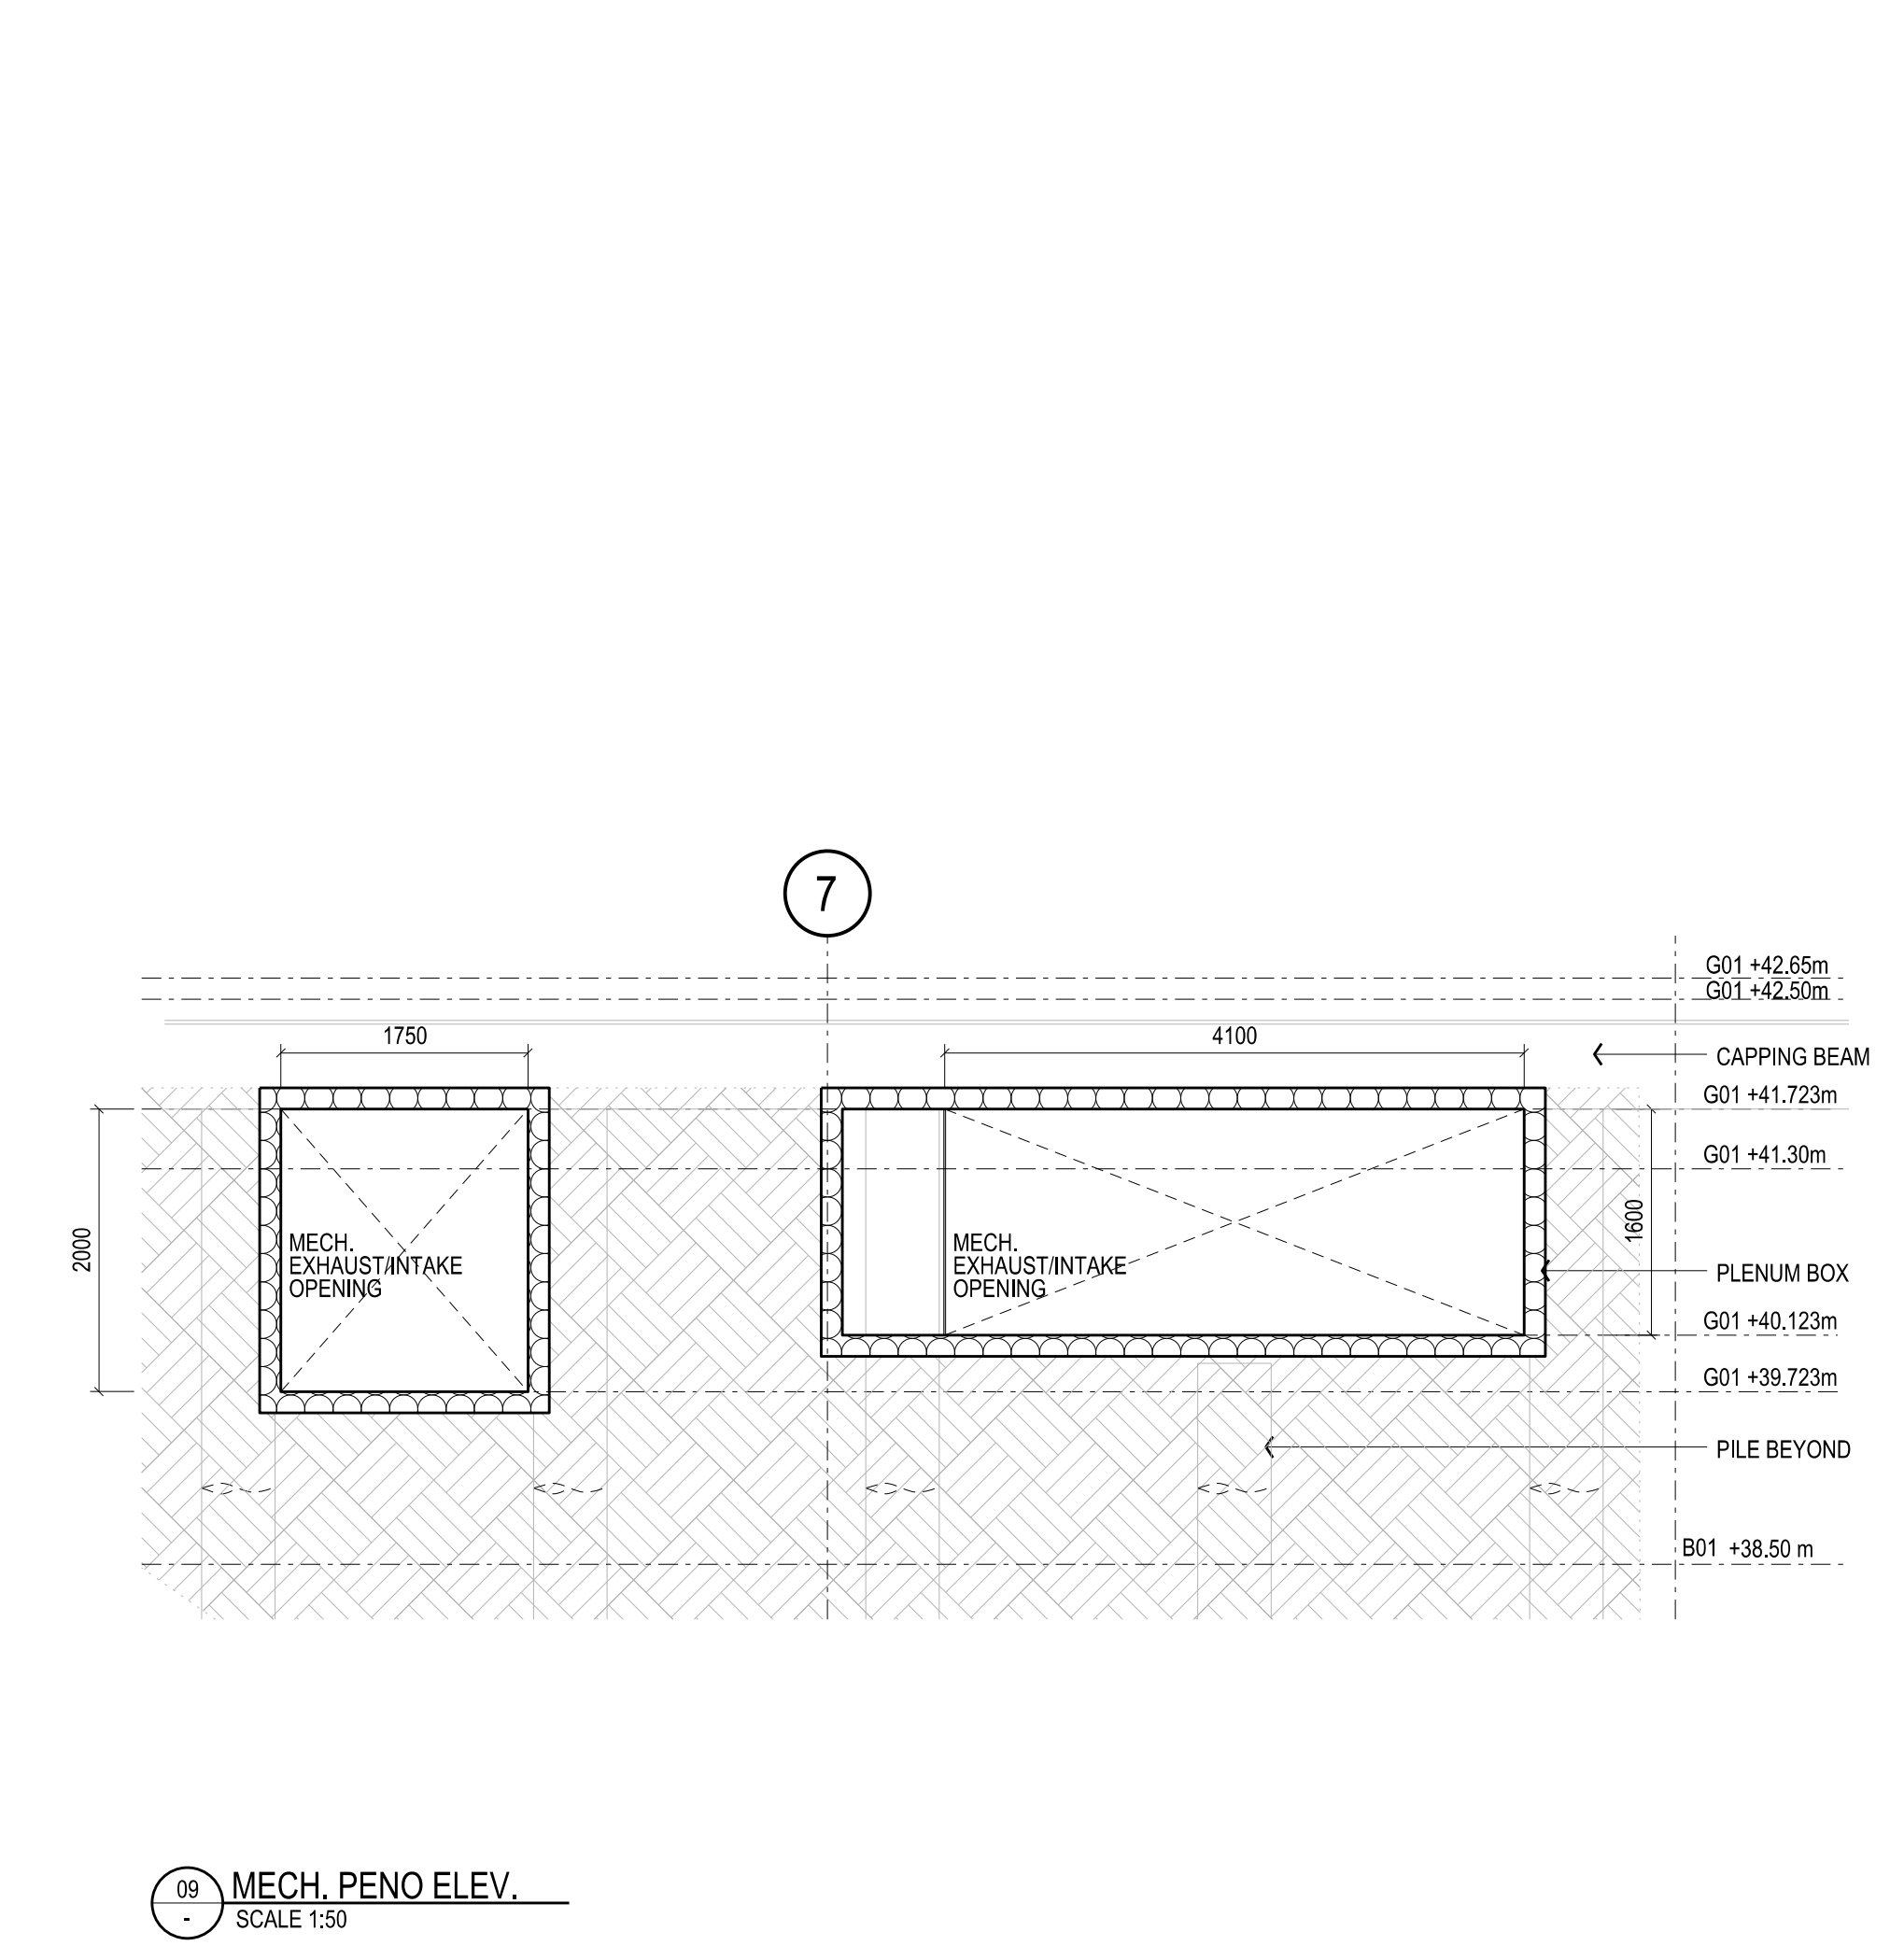 7
G01 +42.65m
G01 +42.50m
1750
4100
CAPPING BEAM
G01 +41.723m
G01 +41.30m
2000
1600
MECH.
EXHAUST/INTAKE
OPENING
MECH.
EXHAUST/INTAKE
OPENING
PLENUM BOX
G01 +40.123m
G01 +39.723m
PILE BEYOND
B01 +38.50 m
09
-
MECH. PENO ELEV.
SCALE 1:50